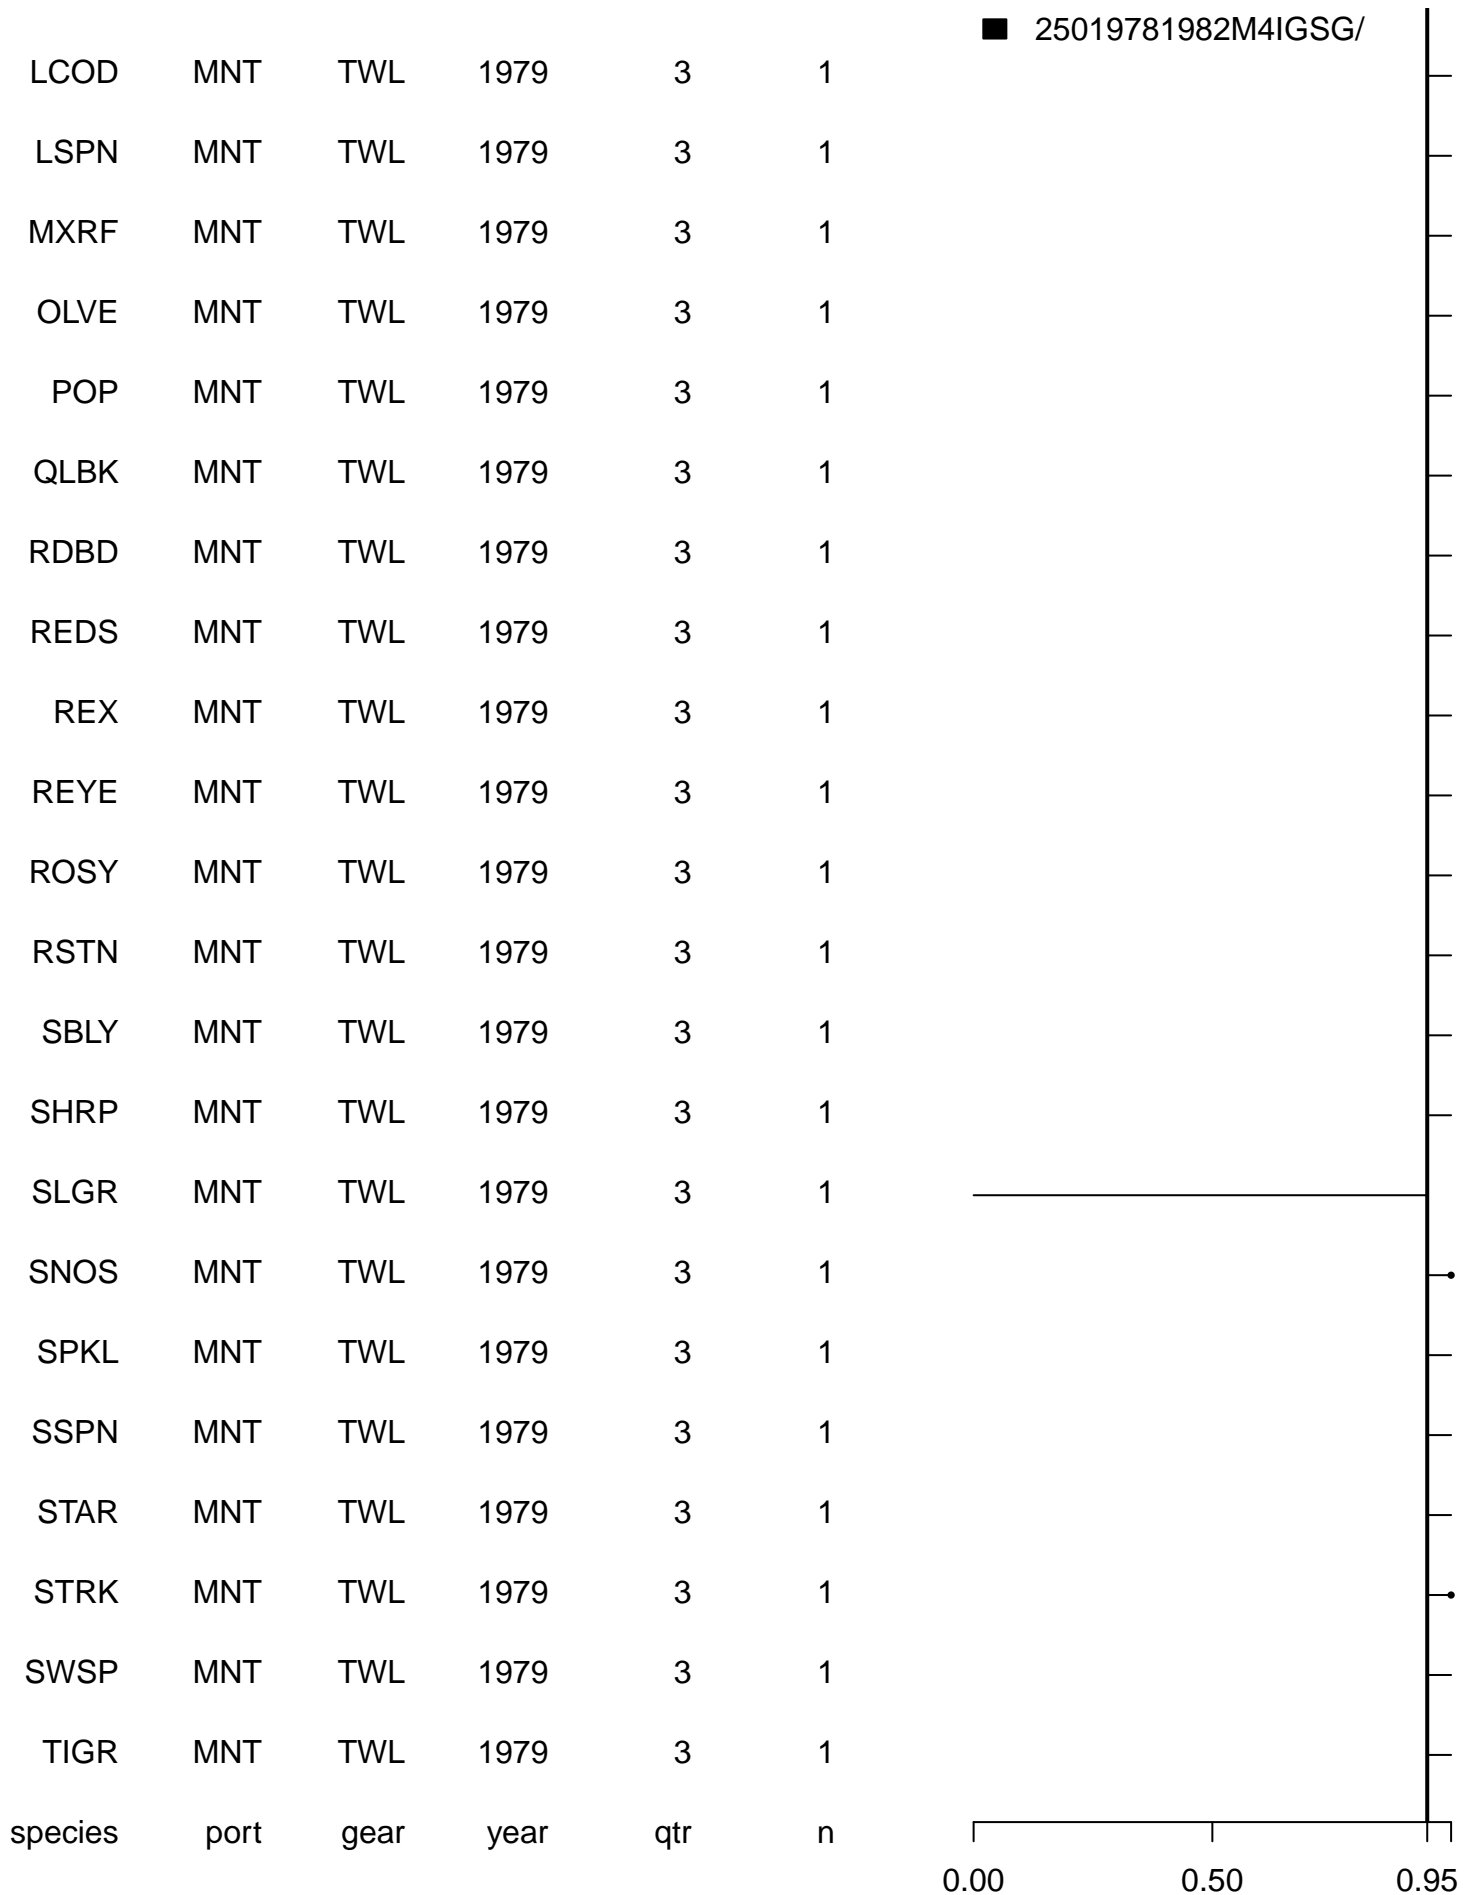 25019781982M4IGSG/
LCOD MNT TWL 1979 3 1
LSPN MNT TWL 1979 3 1
MXRF MNT TWL 1979 3 1
OLVE MNT TWL 1979 3 1
POP MNT TWL 1979 3 1
QLBK MNT TWL 1979 3 1
RDBD MNT TWL 1979 3 1
REDS MNT TWL 1979 3 1
REX MNT TWL 1979 3 1
REYE MNT TWL 1979 3 1
ROSY MNT TWL 1979 3 1
RSTN MNT TWL 1979 3 1
SBLY MNT TWL 1979 3 1
SHRP MNT TWL 1979 3 1
SLGR MNT TWL 1979 3 1
SNOS MNT TWL 1979 3 1
SPKL MNT TWL 1979 3 1
SSPN MNT TWL 1979 3 1
STAR MNT TWL 1979 3 1
STRK MNT TWL 1979 3 1
SWSP MNT TWL 1979 3 1
TIGR MNT TWL 1979 3 1
species port gear year qtr n
0.00 0.50 0.95